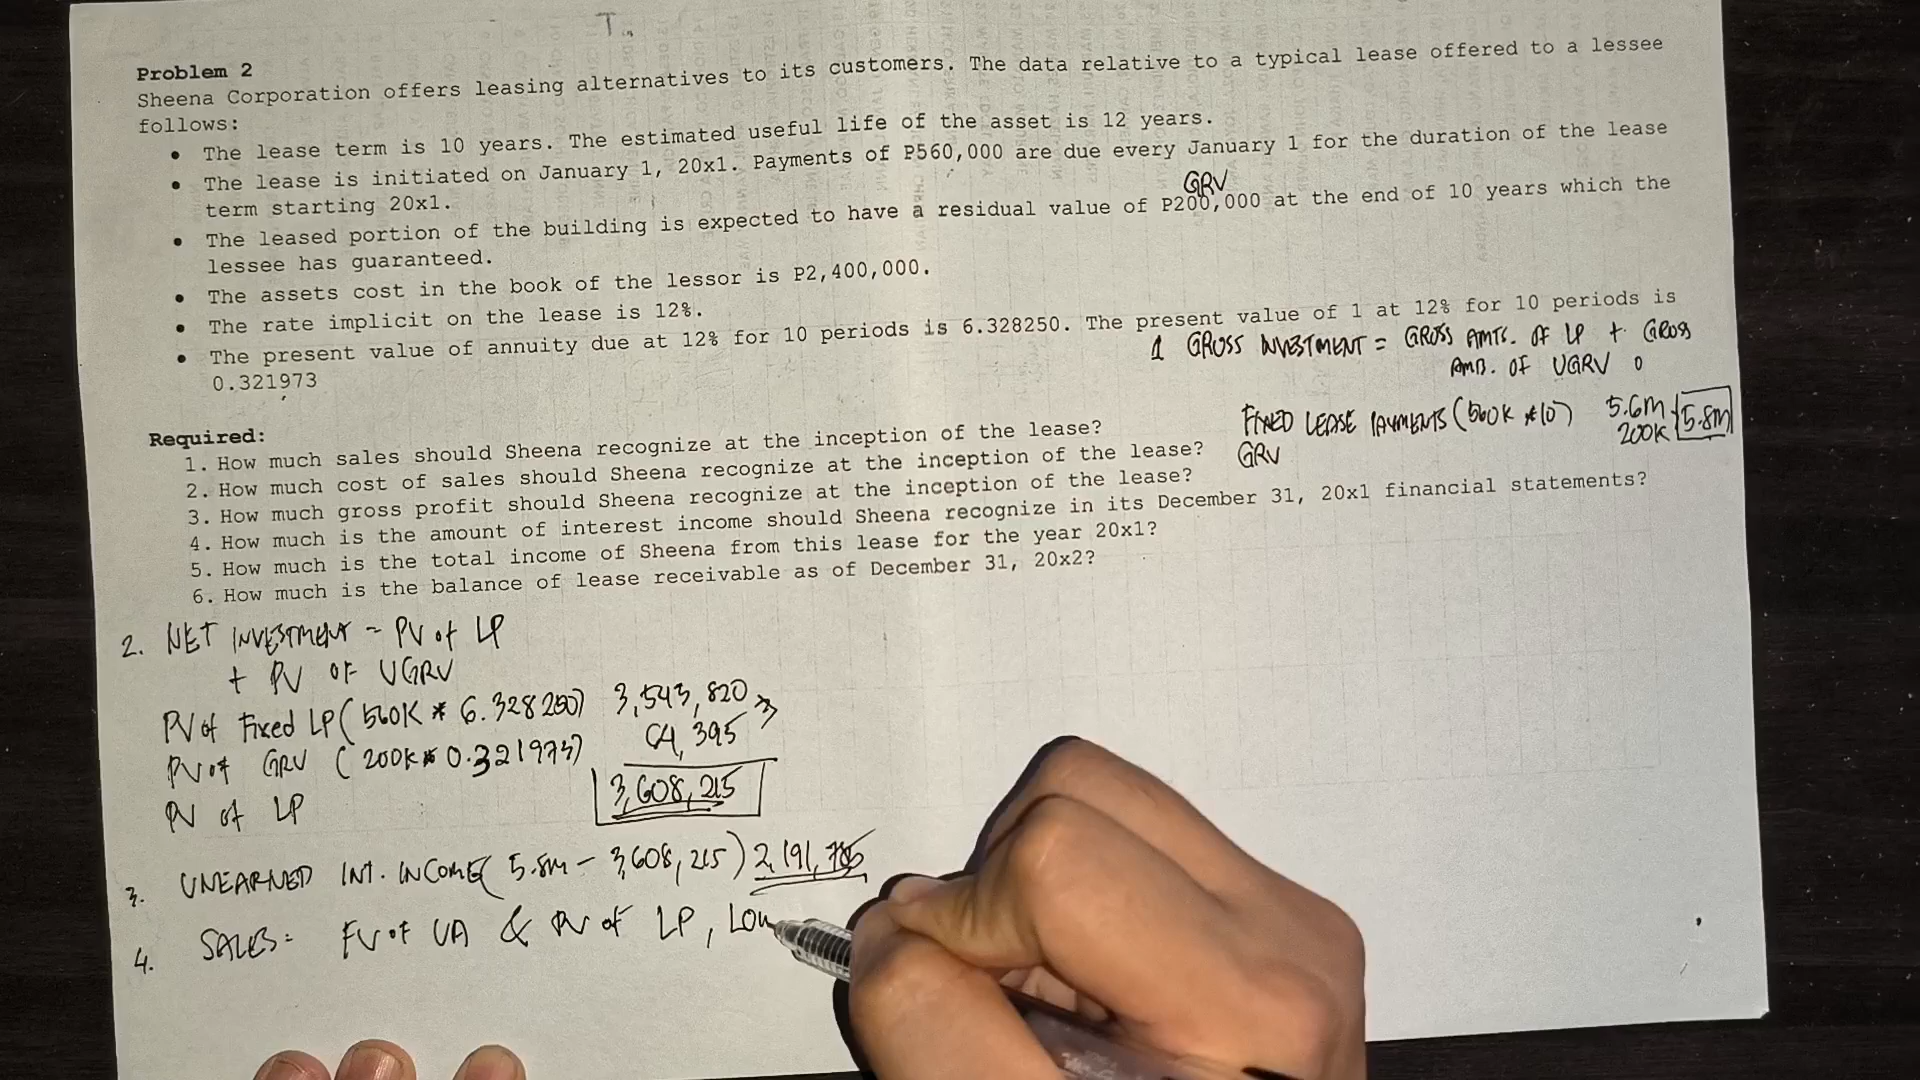 T.
Problem 2
Sheena Corporation offers leasing alternatives to its customers. The data relative to a typical lease offered to a lessee
follows:
• The lease term is 10 years. The estimated useful life of the asset is 12 years.
• The lease is initiated on January 1, 20x1. Payments of P560,000 are due every January 1 for the duration of the lease
term starting 20x1.
GRV
• The leased portion of the building is expected to have a residual value of P200,000 at the end of 10 years which the
lessee has guaranteed.
• The assets cost in the book of the lessor is P2,400,000.
• The rate implicit on the lease is 12%.
• The present value of annuity due at 12% for 10 periods is 6.328250. The present value of 1 at 12% for 10 periods is
0.321973
1 GROSS INVESTMENT = GROSS AMTS. OF LP + GROSS
AMT. OF UGRV 0
FIXED LEASE PAYMENTS (560K * 10) 5.6M
GRV 200K 5.8M
Required:
1. How much sales should Sheena recognize at the inception of the lease?
2. How much cost of sales should Sheena recognize at the inception of the lease?
3. How much gross profit should Sheena recognize at the inception of the lease?
4. How much is the amount of interest income should Sheena recognize in its December 31, 20x1 financial statements?
5. How much is the total income of Sheena from this lease for the year 20x1?
6. How much is the balance of lease receivable as of December 31, 20x2?
2. NET INVESTMENT = PV of LP
+ PV OF UGRV
PV of Fixed LP (560K * 6.328250) 3,543,820
PV of GRV (200K * 0.321973) 64,395
PV of LP 3,608,215
3. UNEARNED INT. INCOME (5.8M - 3,608,215) 2,191,785
4. SALES = FV of UA & PV of LP, LOW